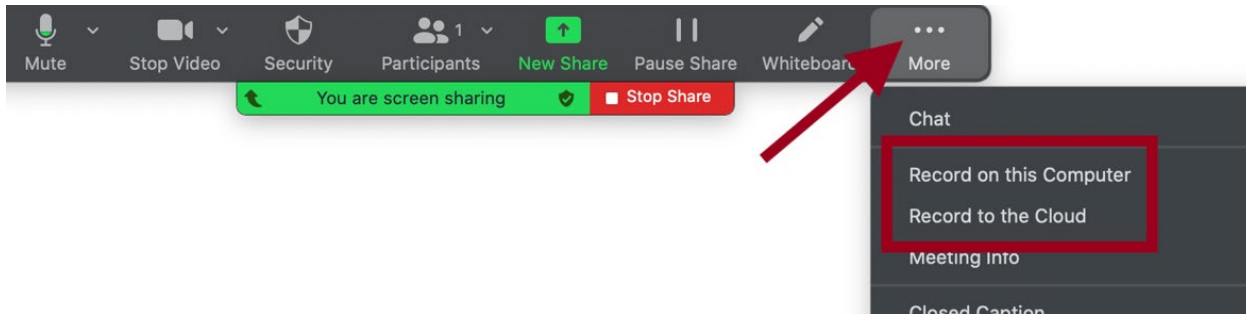 1
Mute
Stop Video
Security
Participants
New Share
Pause Share
Whiteboard
More
You are screen sharing
Stop Share
Chat
Record on this Computer
Record to the Cloud
Meeting Info
Closed Caption